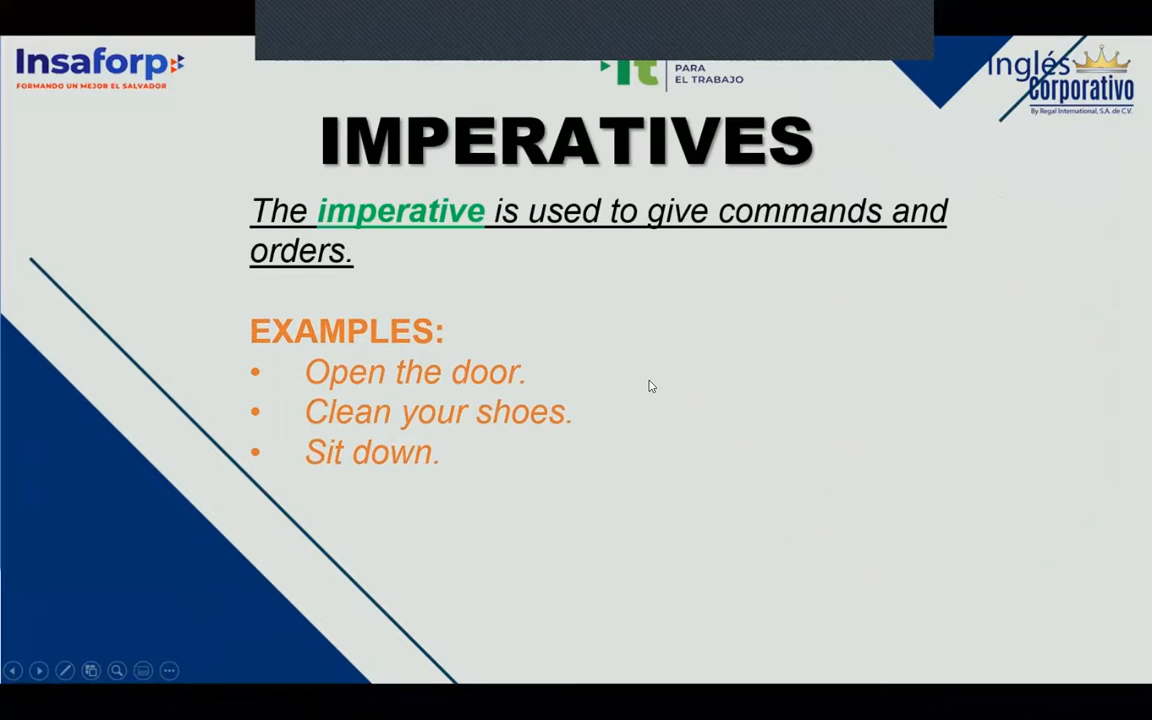 Insaforp
FORMANDO UN MEJOR EL SALVADOR
it
PARA
EL TRABAJO
Inglés
Corporativo
By Regal International, S.A. de C.V.
IMPERATIVES
The imperative is used to give commands and
orders.
EXAMPLES:
• Open the door.
• Clean your shoes.
• Sit down.